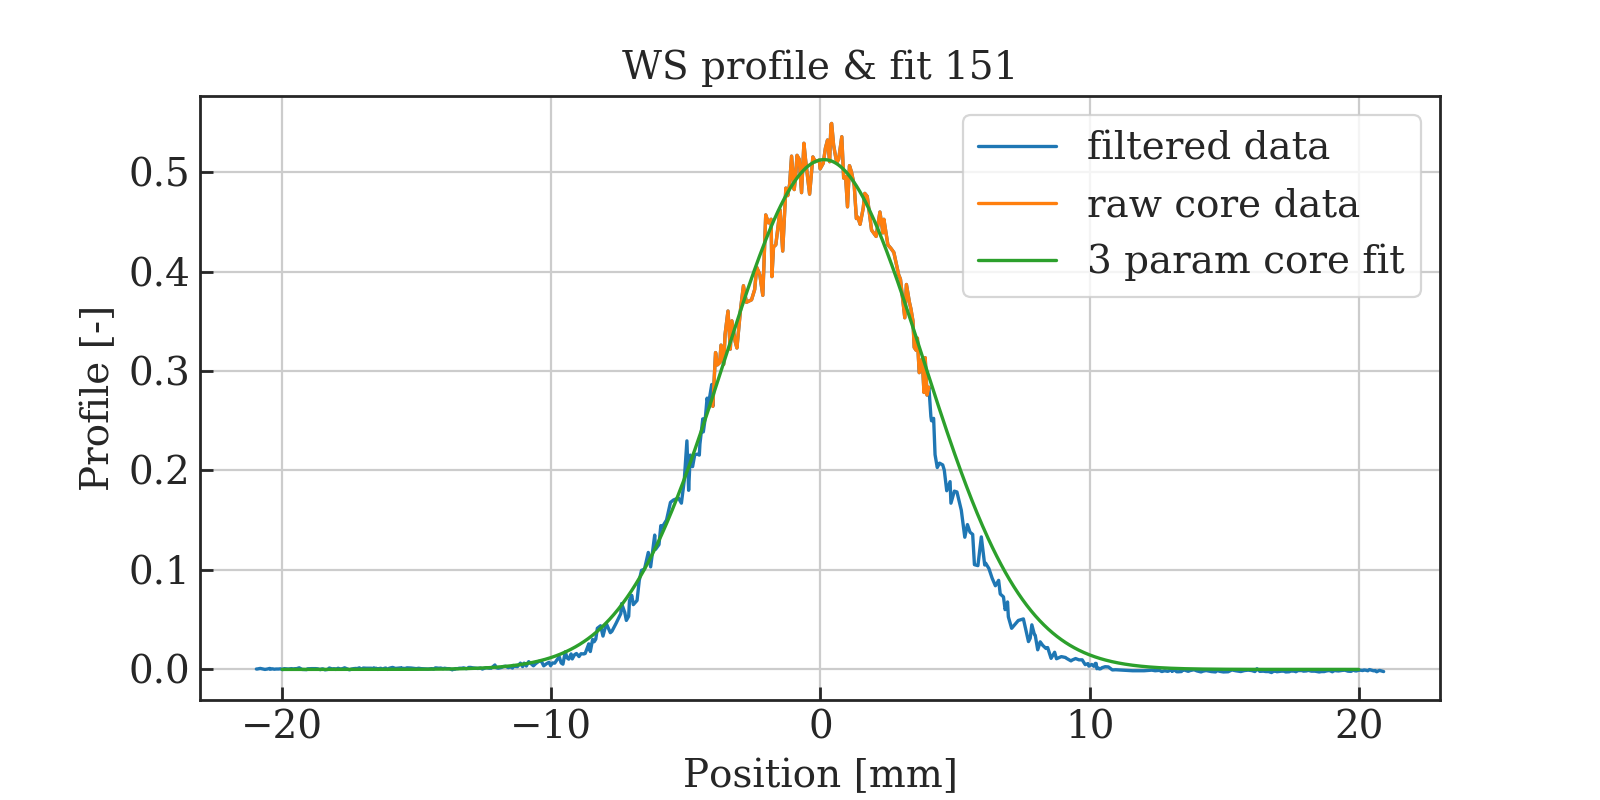 WS profile & fit 151
filtered data
raw core data
3 param core fit
Profile [-]
0.5
0.4
0.3
0.2
0.1
0.0
−20
−10
0
10
20
Position [mm]